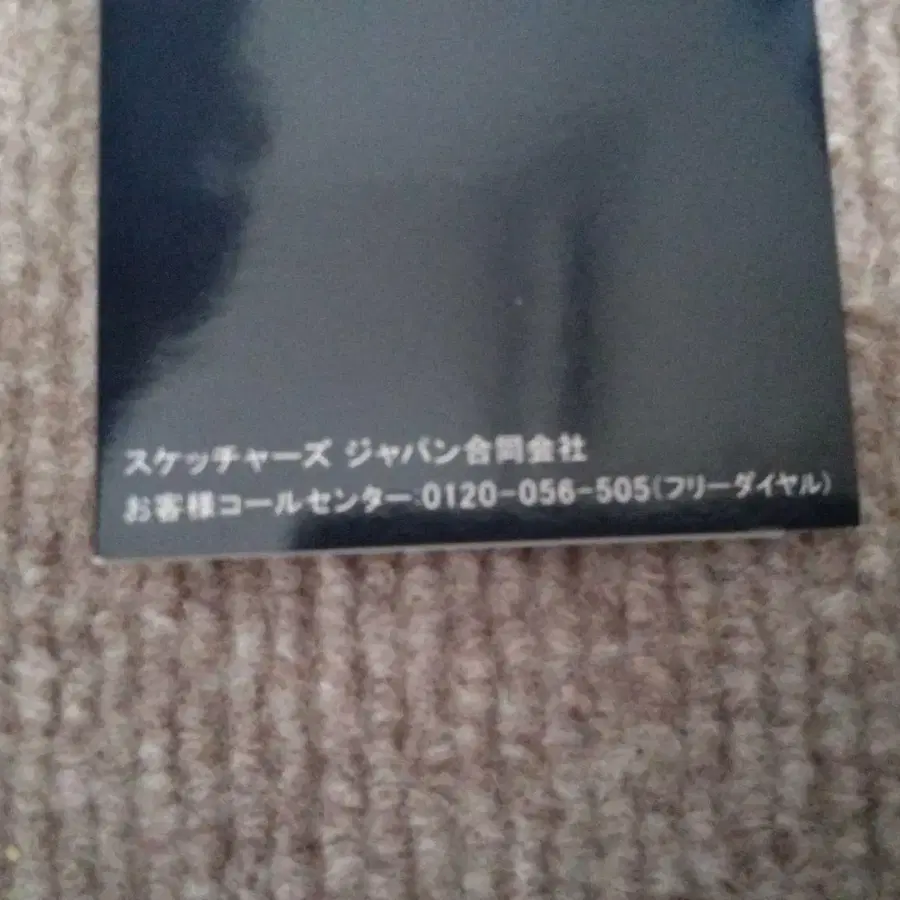 スケッチャーズ ジャパン合同会社
お客様コールセンター:0120-056-505(フリーダイヤル)